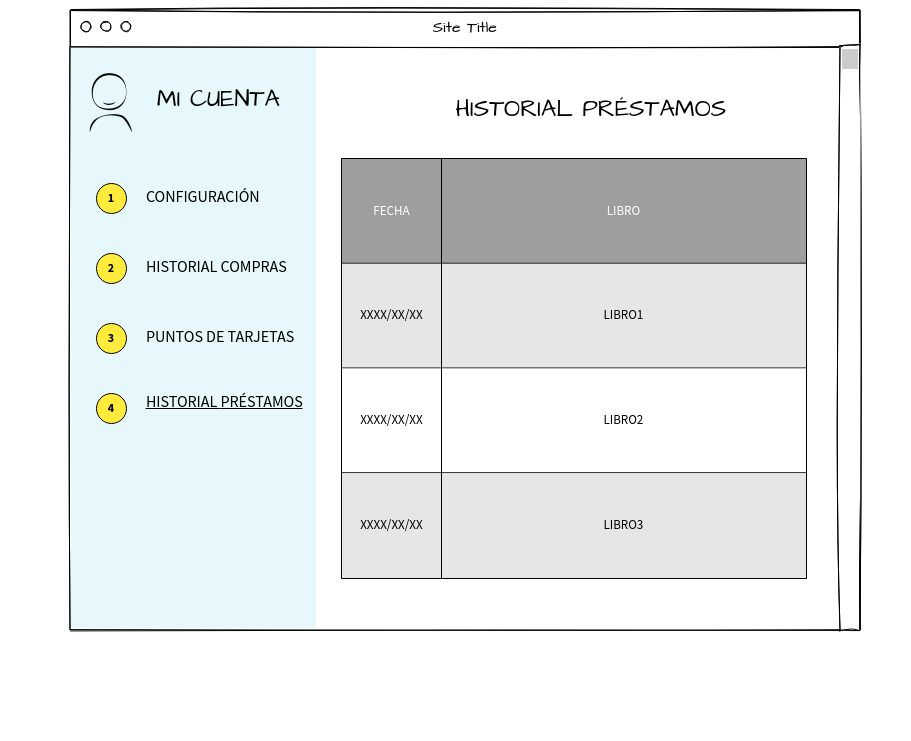 Site Title
MI CUENTA
1 CONFIGURACIÓN
2 HISTORIAL COMPRAS
3 PUNTOS DE TARJETAS
4 HISTORIAL PRÉSTAMOS
HISTORIAL PRÉSTAMOS
FECHA LIBRO
XXXX/XX/XX LIBRO1
XXXX/XX/XX LIBRO2
XXXX/XX/XX LIBRO3